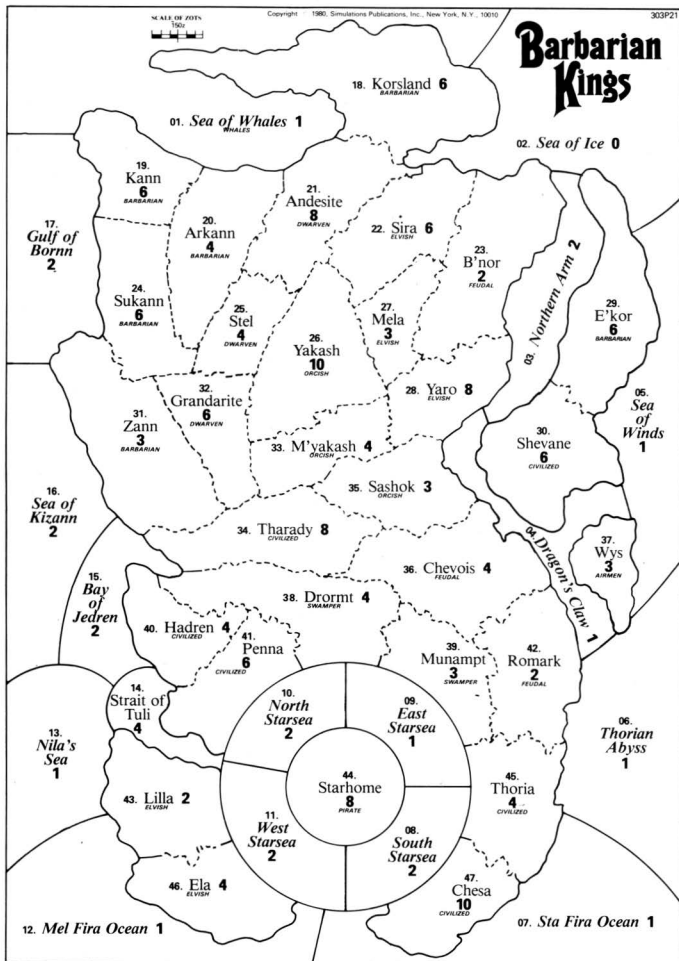 SCALE OF ZOTS
150z
Copyright 1980, Simulations Publications, Inc., New York, N.Y., 10010
303P21
Barbarian
Kings
18. Korsland 6
BARBARIAN
01. Sea of Whales 1
WHALES
02. Sea of Ice 0
19.
Kann
6
BARBARIAN
20.
Arkann
4
BARBARIAN
21.
Andesite
8
DWARVEN
22. Sira 6
ELVISH
23.
B'nor
2
FEUDAL
03. Northern Arm 2
17.
Gulf of
Bornn
2
24.
Sukann
6
BARBARIAN
25.
Stel
4
DWARVEN
26.
Yakash
10
ORCISH
27.
Mela
3
ELVISH
29.
E'kor
6
BARBARIAN
28. Yaro 8
ELVISH
05.
Sea
of
Winds
1
31.
Zann
3
BARBARIAN
32.
Grandarite
6
DWARVEN
33. M'yakash 4
ORCISH
30.
Shevane
6
CIVILIZED
35. Sashok 3
ORCISH
16.
Sea of
Kizann
2
34. Tharady 8
CIVILIZED
04. Dragon's Claw 1
37.
Wys
3
AIRMEN
36. Chevois 4
FEUDAL
15.
Bay
of
Jedren
2
38. Drormt 4
SWAMPER
40. Hadren 4
CIVILIZED
41.
Penna
6
CIVILIZED
39.
Munampt
3
SWAMPER
42.
Romark
2
FEUDAL
14.
Strait of
Tuli
4
10.
North
Starsea
2
09.
East
Starsea
1
13.
Nila's
Sea
1
06.
Thorian
Abyss
1
44.
Starhome
8
PIRATE
45.
Thoria
4
CIVILIZED
43. Lilla 2
ELVISH
11.
West
Starsea
2
08.
South
Starsea
2
46. Ela 4
ELVISH
47.
Chesa
10
CIVILIZED
12. Mel Fira Ocean 1
07. Sta Fira Ocean 1